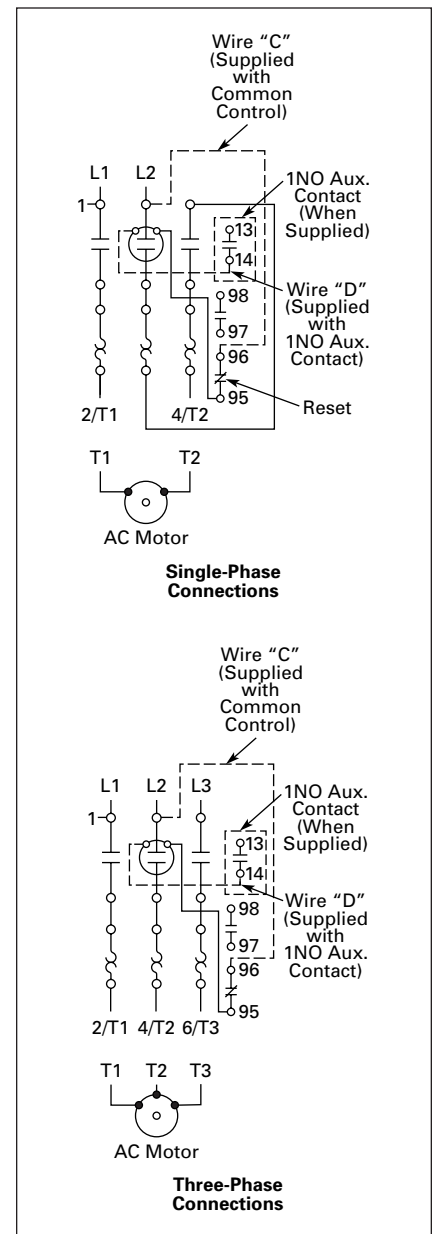 Wire “C”
(Supplied
with
Common
Control)
L1 L2
1NO Aux.
Contact
(When
Supplied)
1
13
14
Wire “D”
(Supplied
with
1NO Aux.
Contact)
98
97
96
95
Reset
2/T1 4/T2
T1 T2
AC Motor
Single-Phase
Connections
Wire “C”
(Supplied
with
Common
Control)
L1 L2 L3
1NO Aux.
Contact
(When
Supplied)
1
13
14
Wire “D”
(Supplied
with
1NO Aux.
Contact)
98
97
96
95
2/T1 4/T2 6/T3
T1 T2 T3
AC Motor
Three-Phase
Connections